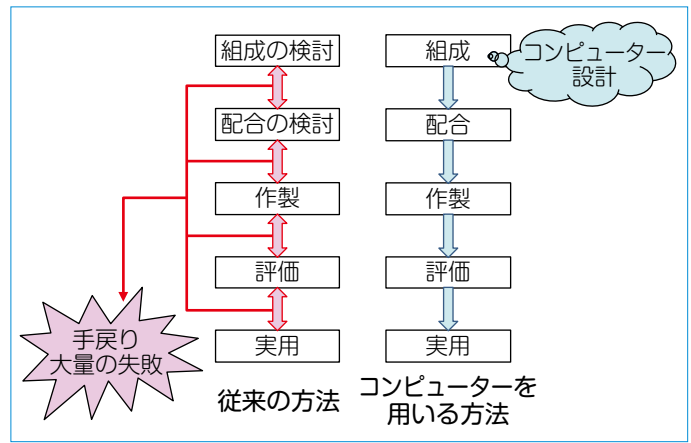 組成の検討
配合の検討
作製
評価
実用
手戻り
大量の失敗
従来の方法
組成
コンピューター
設計
配合
作製
評価
実用
コンピューターを
用いる方法